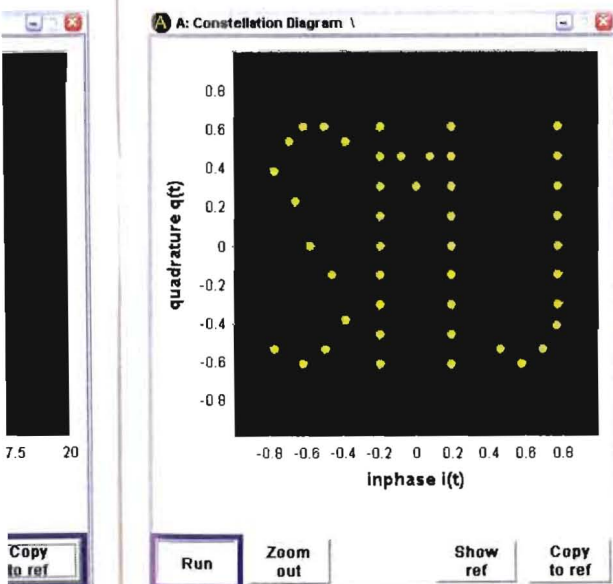 A A: Constellation Diagram \
quadrature q(t)
0.8
0.6
0.4
0.2
0
-0.2
-0.4
-0.6
-0.8
-0.8 -0.6 -0.4 -0.2 0 0.2 0.4 0.6 0.8
inphase i(t)
7.5 20
Copy
to ref
Run
Zoom
out
Show
ref
Copy
to ref
SMJ